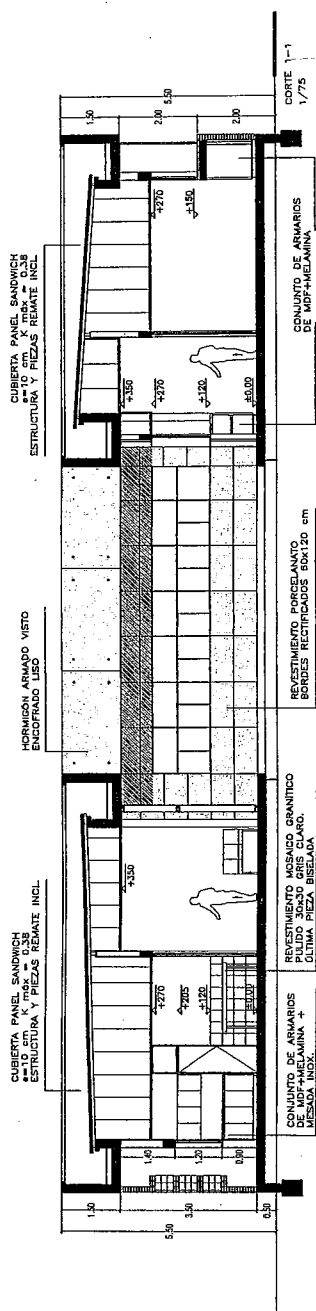 CUBIERTA PANEL SANDWICH
e=10 cm K máx = 0.38
ESTRUCTURA Y PIEZAS REMATE INCL.
HORMIGÓN ARMADO VISTO
ENCOFRADO LISO
CUBIERTA PANEL SANDWICH
e=10 cm K máx = 0.38
ESTRUCTURA Y PIEZAS REMATE INCL
1.50
3.50
0.50
5.50
1.40
1.20
0.90
+270
+205
+120
±0.00
+350
+350
+270
+120
±0.00
+270
+150
1.50
2.00
2.00
5.50
CONJUNTO DE ARMARIOS
DE MDF+MELAMINA +
MESADA INOX.
REVESTIMIENTO MOSAICO GRANÍTICO
PULIDO 30x30 GRIS CLARO.
ÚLTIMA PIEZA BISELADA
REVESTIMIENTO PORCELANATO
BORDES RECTIFICADOS 60x120 cm
CONJUNTO DE ARMARIOS
DE MDF+MELAMINA
CORTE 1-1
1/75